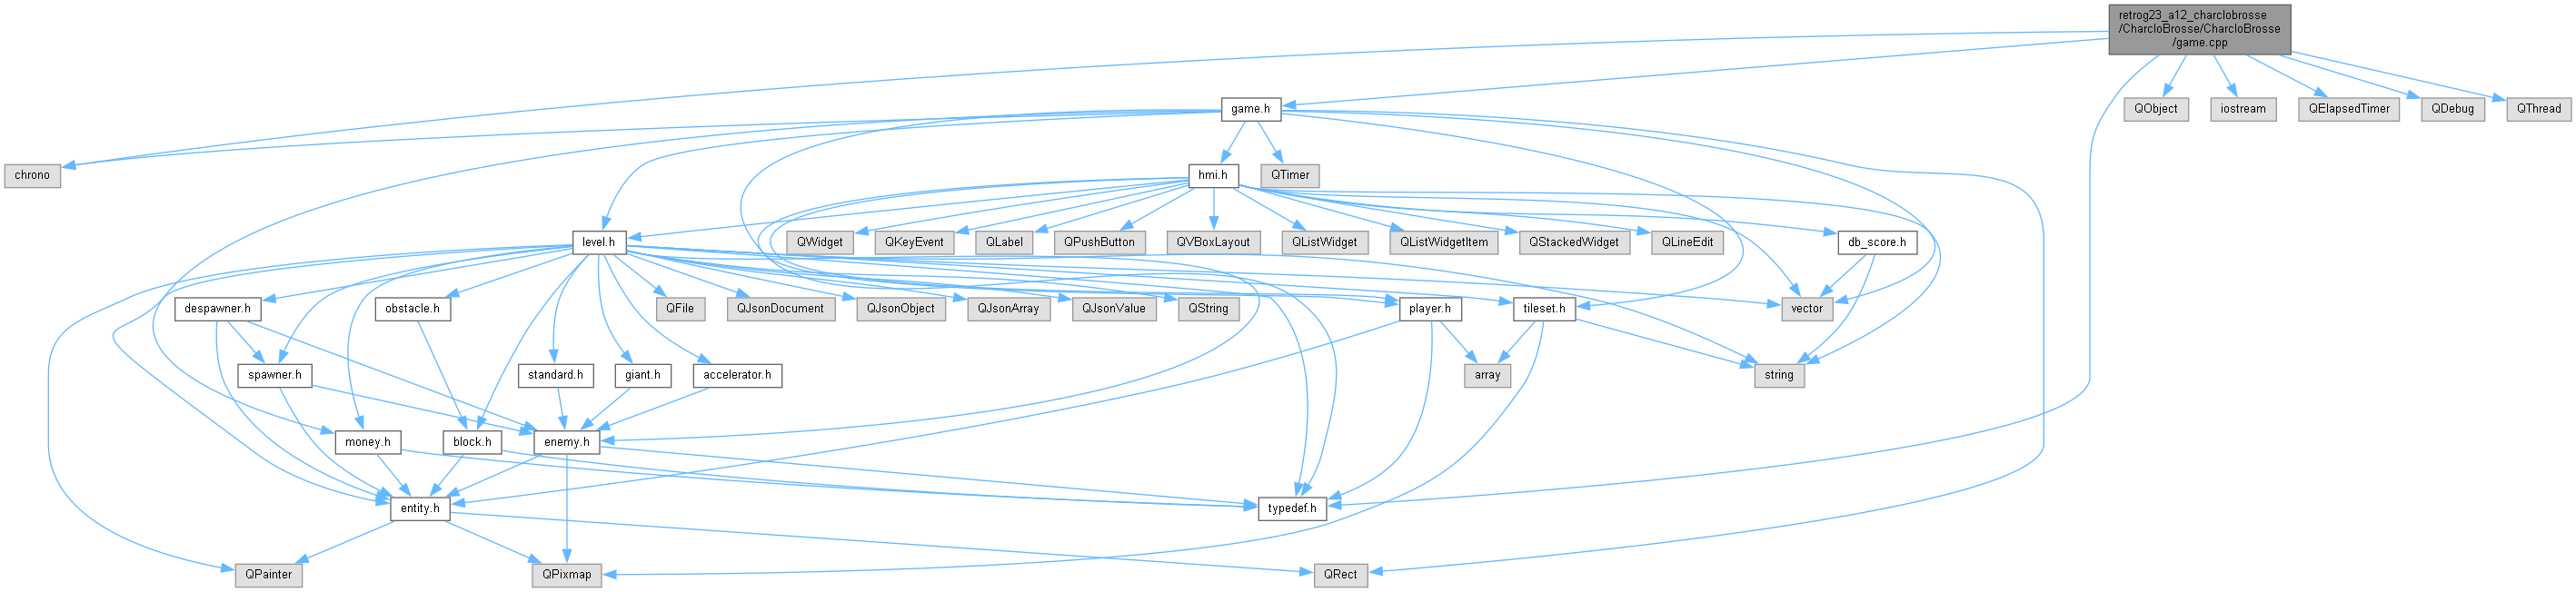 retrog23_a12_charclobrosse
/CharcloBrosse/CharcloBrosse
/game.cpp
game.h
QObject
iostream
QElapsedTimer
QDebug
QThread
chrono
hmi.h
QTimer
level.h
QWidget
QKeyEvent
QLabel
QPushButton
QVBoxLayout
QListWidget
QListWidgetItem
QStackedWidget
QLineEdit
db_score.h
despawner.h
obstacle.h
QFile
QJsonDocument
QJsonObject
QJsonArray
QJsonValue
QString
player.h
tileset.h
vector
spawner.h
standard.h
giant.h
accelerator.h
array
string
money.h
block.h
enemy.h
entity.h
typedef.h
QPainter
QPixmap
QRect